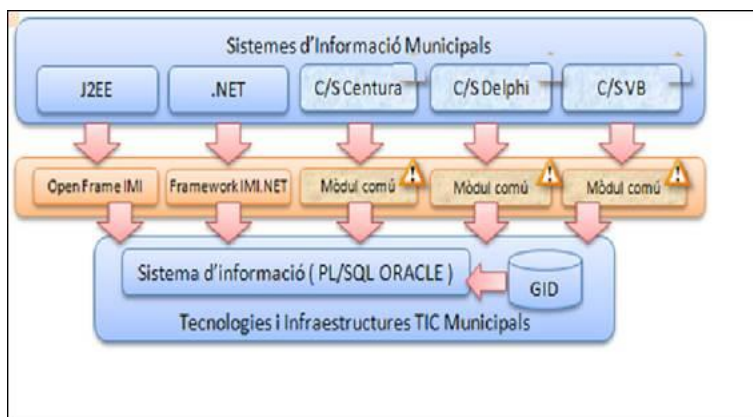 Sistemes d'Informació Municipals
J2EE
.NET
C/S Centura
C/S Delphi
C/S VB
Open Frame IMI
Framework IMI.NET
Mòdul comú
Mòdul comú
Mòdul comú
Sistema d'informació ( PL/SQL ORACLE )
GID
Tecnologies i Infraestructures TIC Municipals